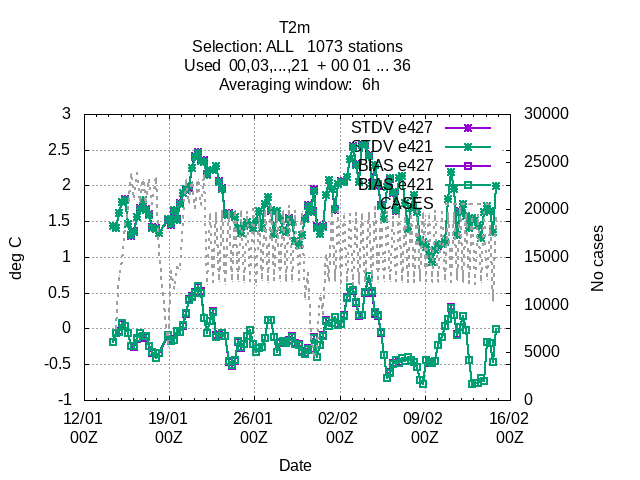 T2m
Selection: ALL   1073 stations
Used  00,03,...,21  + 00 01 ... 36
Averaging window:  6h
deg C
3
2.5
2
1.5
1
0.5
0
-0.5
-1
STDV e427
STDV e421
BIAS e427
BIAS e421
CASES
30000
25000
20000
15000
10000
5000
0
No cases
12/01 19/01 26/01 02/02 09/02 16/02
00Z 00Z 00Z 00Z 00Z 00Z
Date